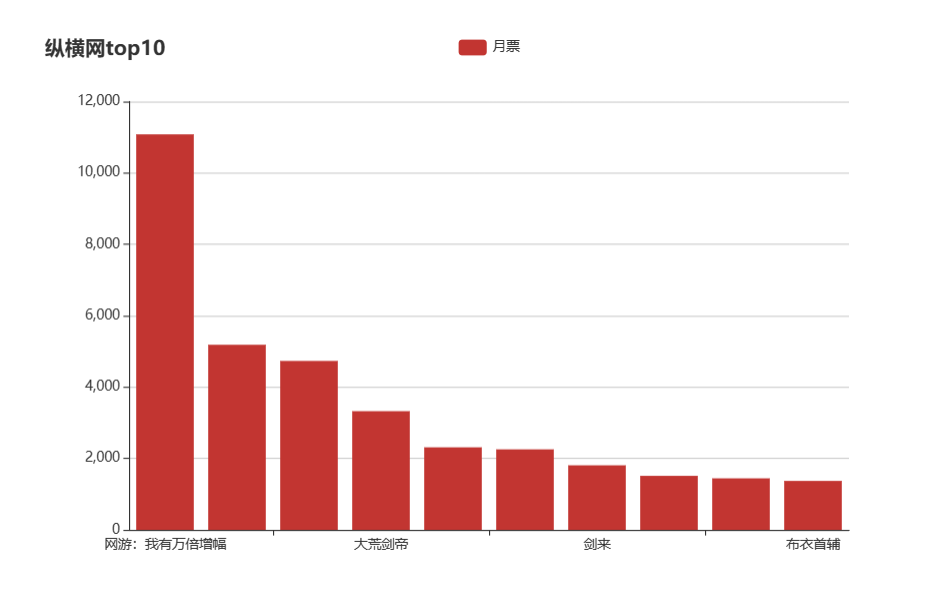 纵横网top10
月票
12,000
10,000
8,000
6,000
4,000
2,000
0
网游：我有万倍增幅
大荒剑帝
剑来
布衣首辅